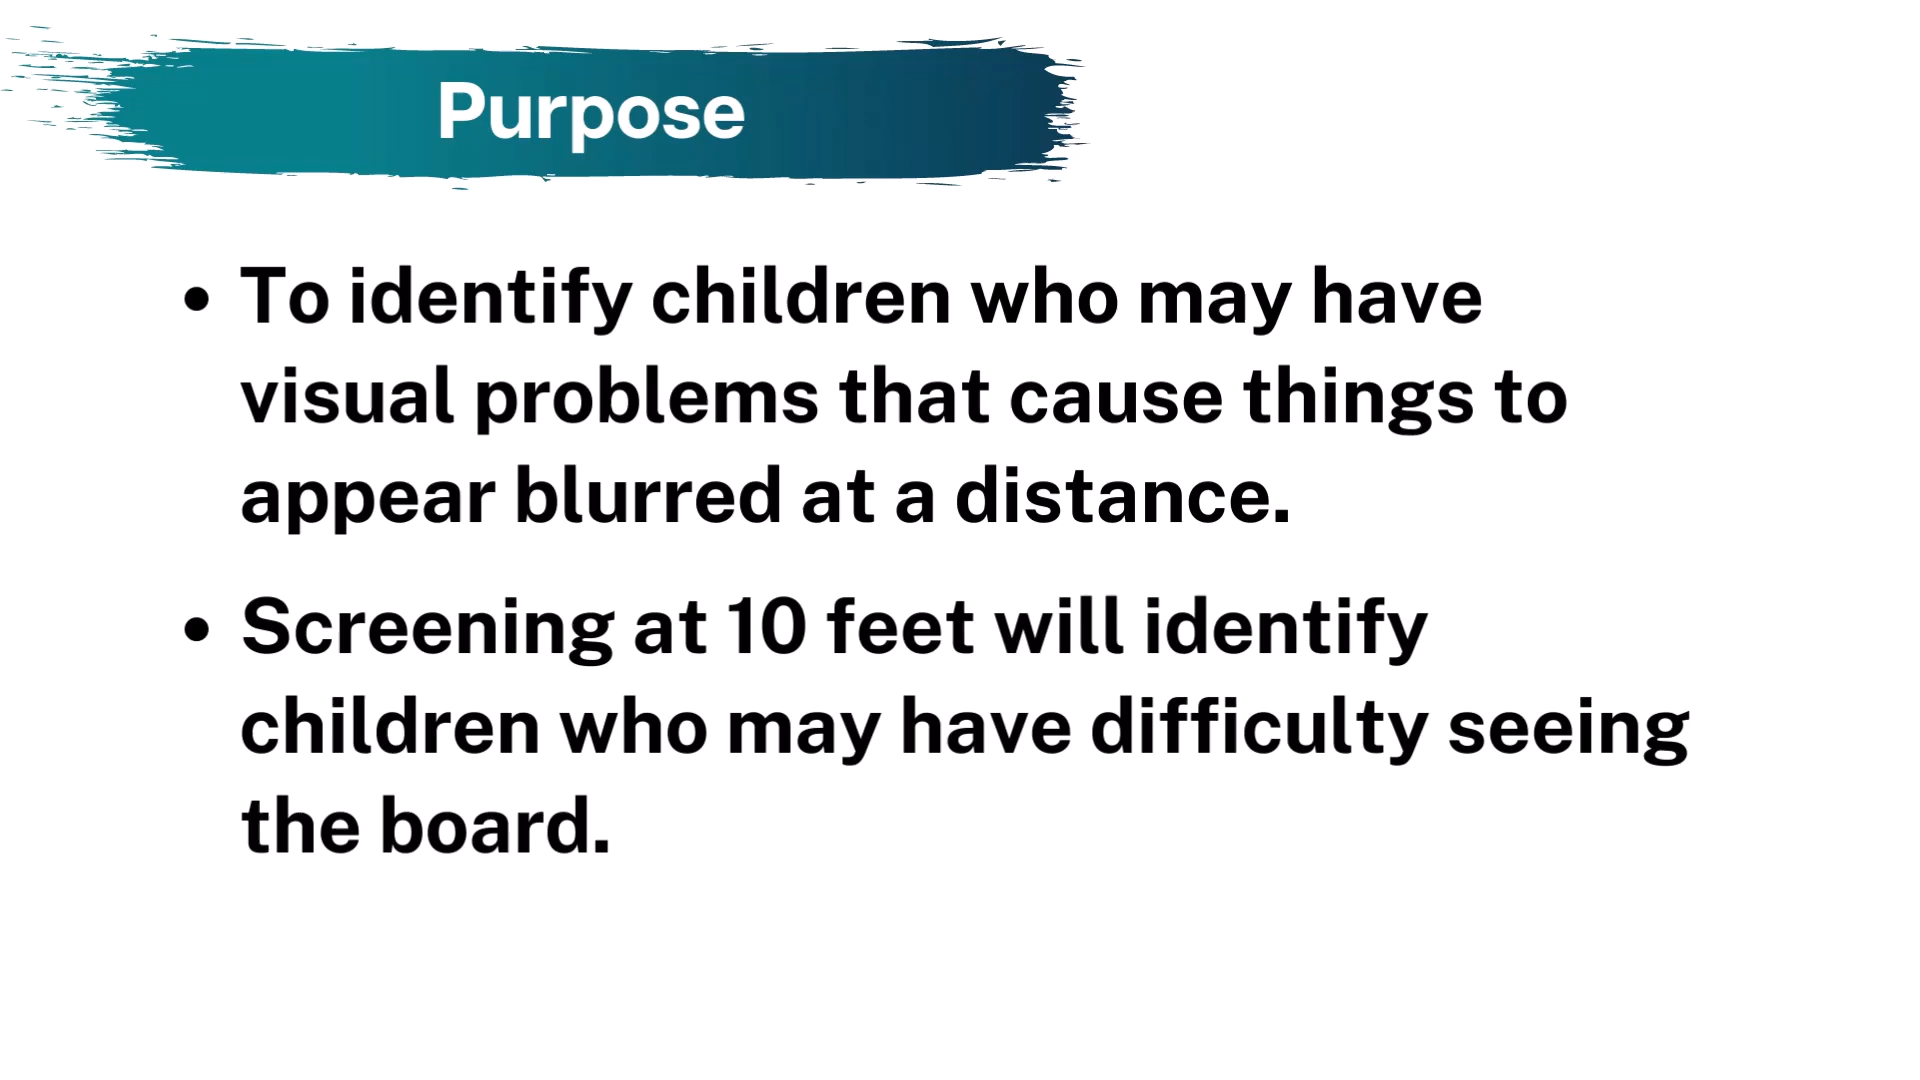 Purpose
• To identify children who may have
visual problems that cause things to
appear blurred at a distance.
• Screening at 10 feet will identify
children who may have difficulty seeing
the board.